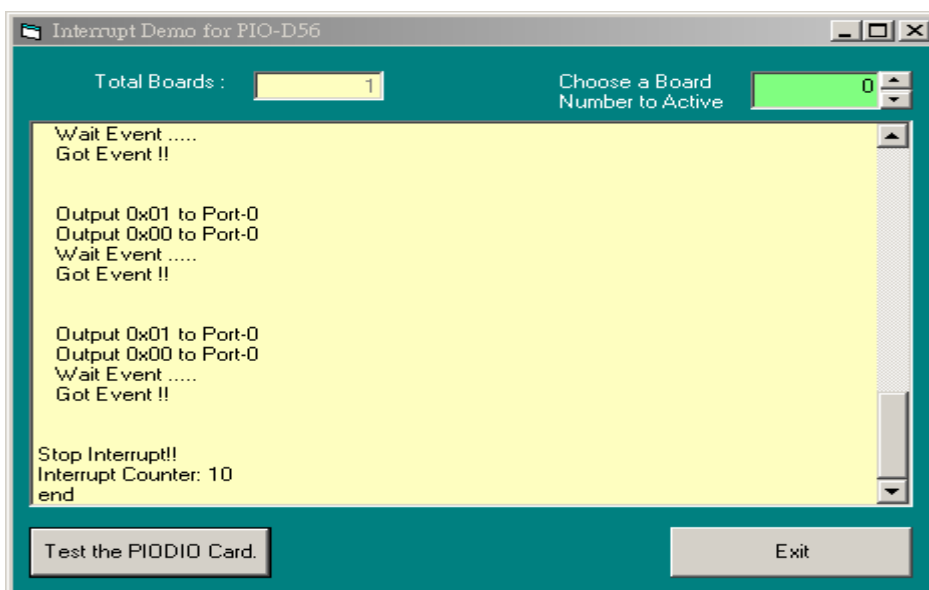 Interrupt Demo for PIO-D56
Total Boards :
1
Choose a Board
Number to Active
0
Wait Event .....
Got Event !!
Output 0x01 to Port-0
Output 0x00 to Port-0
Wait Event .....
Got Event !!
Output 0x01 to Port-0
Output 0x00 to Port-0
Wait Event .....
Got Event !!
Stop Interrupt!!
Interrupt Counter: 10
end
Test the PIODIO Card.
Exit